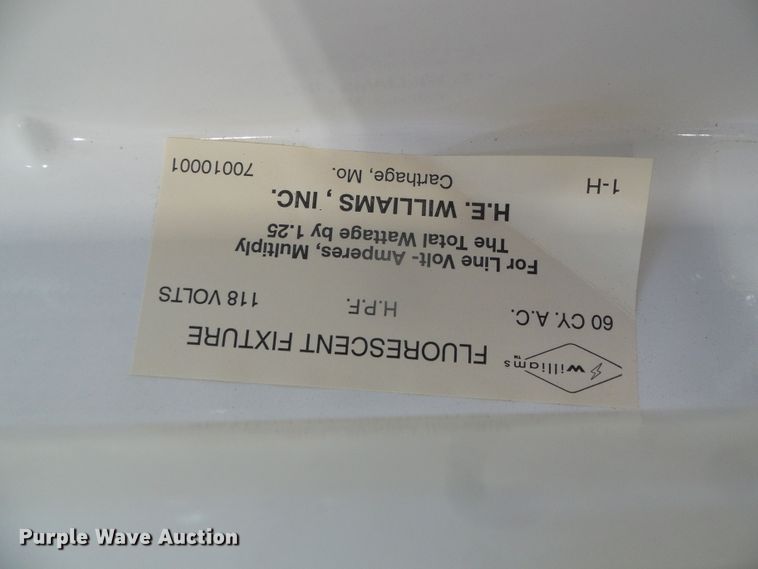 williams™ FLUORESCENT FIXTURE
60 CY. A.C. H.P.F. 118 VOLTS
For Line Volt- Amperes, Multiply
The Total Wattage by 1.25
H.E. WILLIAMS , INC.
1-H Carthage, Mo. 70010001
Purple Wave Auction